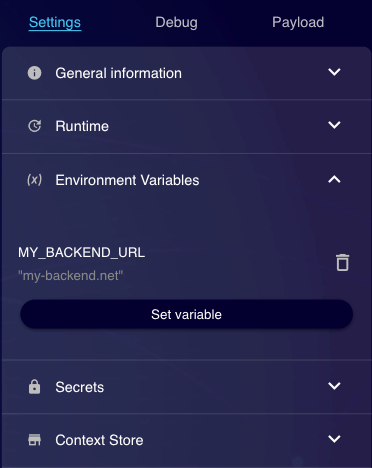 Settings
Debug
Payload
General information
Runtime
(x) Environment Variables
MY_BACKEND_URL
"my-backend.net"
Set variable
Secrets
Context Store